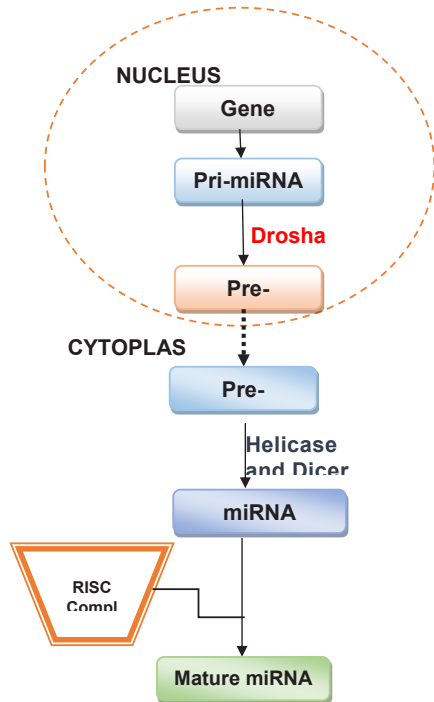 NUCLEUS
Gene
Pri-miRNA
Drosha
Pre-
CYTOPLAS
Pre-
Helicase
and Dicer
miRNA
RISC
Compl
Mature miRNA